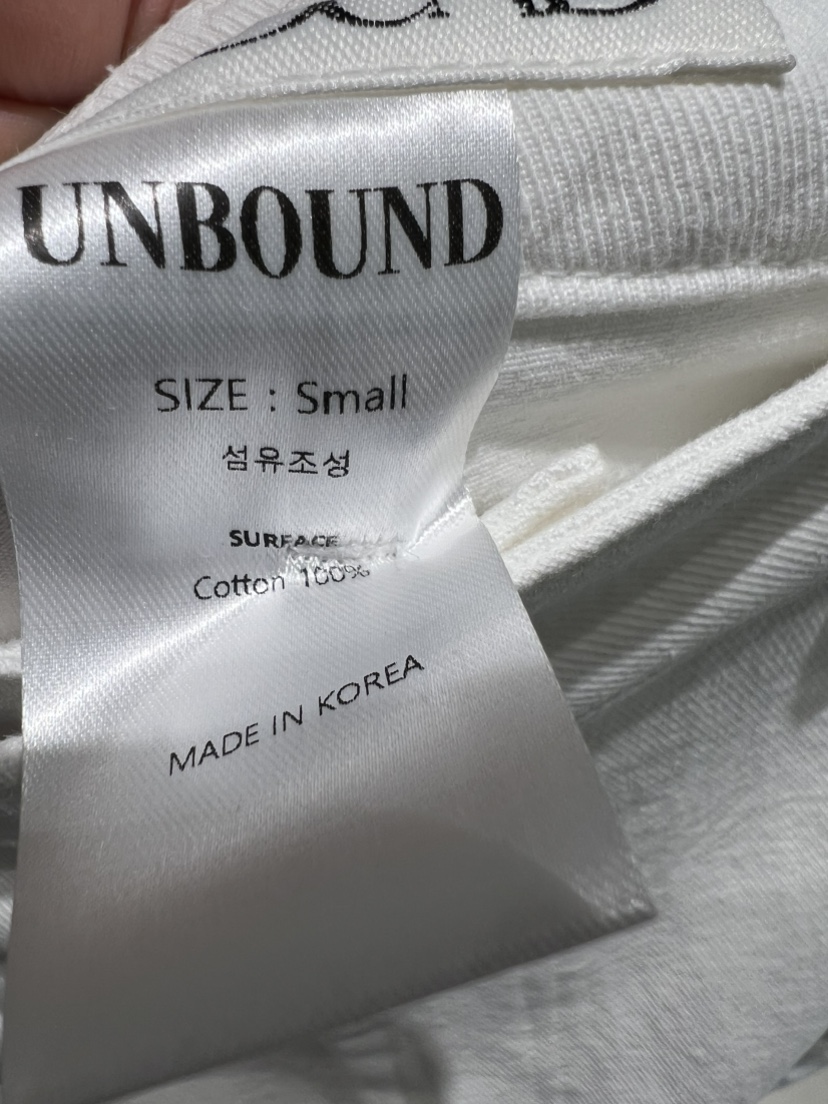 UNBOUND
SIZE : Small
섬유조성
SURFACE
Cotton 100%
MADE IN KOREA